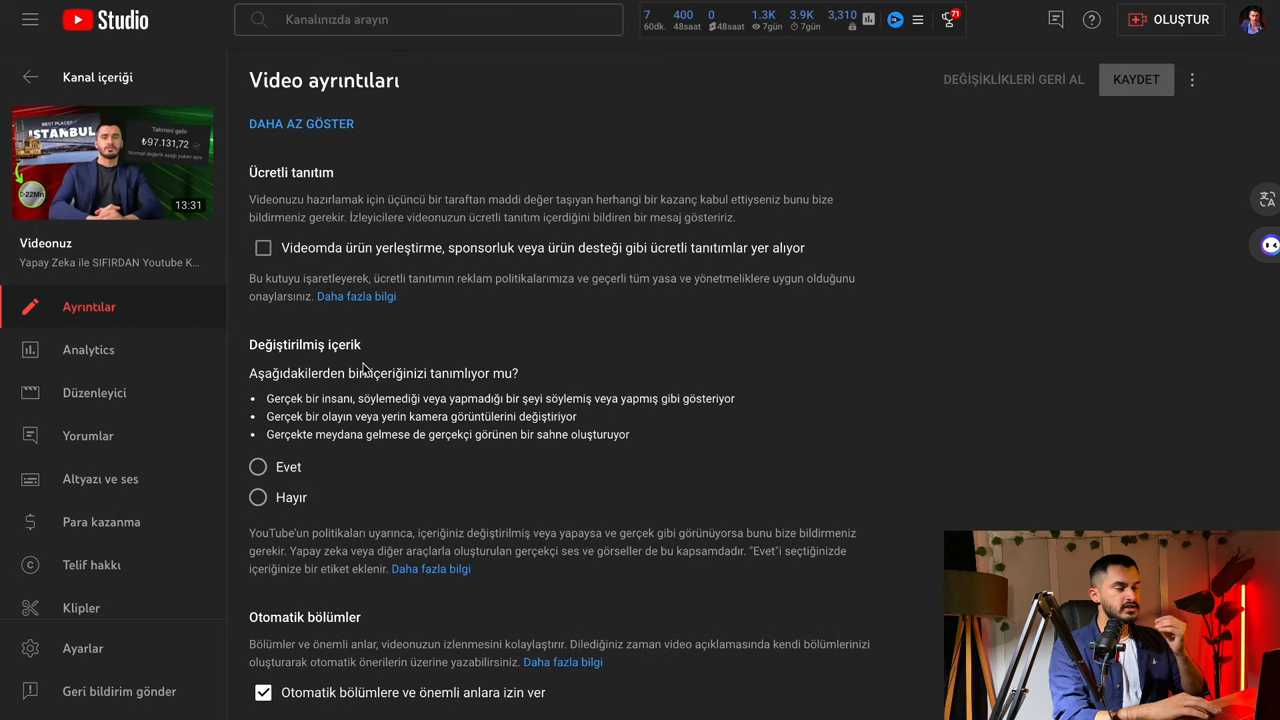 Studio
Kanalınızda arayın
7 400 0 1.3K 3.9K 3,310
60dk. 48saat 48saat 7gün 7gün
71
OLUŞTUR
Kanal içeriği
BEST PLACES
ISTANBUL
Tahmini gelir
₺97.131,72
13:31
Videonuz
Yapay Zeka ile SIFIRDAN Youtube K...
Ayrıntılar
Analytics
Düzenleyici
Yorumlar
Altyazı ve ses
Para kazanma
Telif hakkı
Klipler
Ayarlar
Geri bildirim gönder
Video ayrıntıları
DEĞİŞİKLİKLERİ GERİ AL
KAYDET
DAHA AZ GÖSTER
Ücretli tanıtım
Videonuzu hazırlamak için üçüncü bir taraftan maddi değer taşıyan herhangi bir kazanç kabul ettiyseniz bunu bize
bildirmeniz gerekir. İzleyicilere videonuzun ücretli tanıtım içerdiğini bildiren bir mesaj gösteririz.
Videomda ürün yerleştirme, sponsorluk veya ürün desteği gibi ücretli tanıtımlar yer alıyor
Bu kutuyu işaretleyerek, ücretli tanıtımın reklam politikalarımıza ve geçerli tüm yasa ve yönetmeliklere uygun olduğunu
onaylarsınız. Daha fazla bilgi
Değiştirilmiş içerik
Aşağıdakilerden biri içeriğinizi tanımlıyor mu?
Gerçek bir insanı, söylemediği veya yapmadığı bir şeyi söylemiş veya yapmış gibi gösteriyor
Gerçek bir olayın veya yerin kamera görüntülerini değiştiriyor
Gerçekte meydana gelmese de gerçekçi görünen bir sahne oluşturuyor
Evet
Hayır
YouTube'un politikaları uyarınca, içeriğiniz değiştirilmiş veya yapaysa ve gerçek gibi görünüyorsa bunu bize bildirmeniz
gerekir. Yapay zeka veya diğer araçlarla oluşturulan gerçekçi ses ve görseller de bu kapsamdadır. "Evet"i seçtiğinizde
içeriğinize bir etiket eklenir. Daha fazla bilgi
Otomatik bölümler
Bölümler ve önemli anlar, videonuzun izlenmesini kolaylaştırır. Dilediğiniz zaman video açıklamasında kendi bölümlerinizi
oluşturarak otomatik önerilerin üzerine yazabilirsiniz. Daha fazla bilgi
Otomatik bölümlere ve önemli anlara izin ver